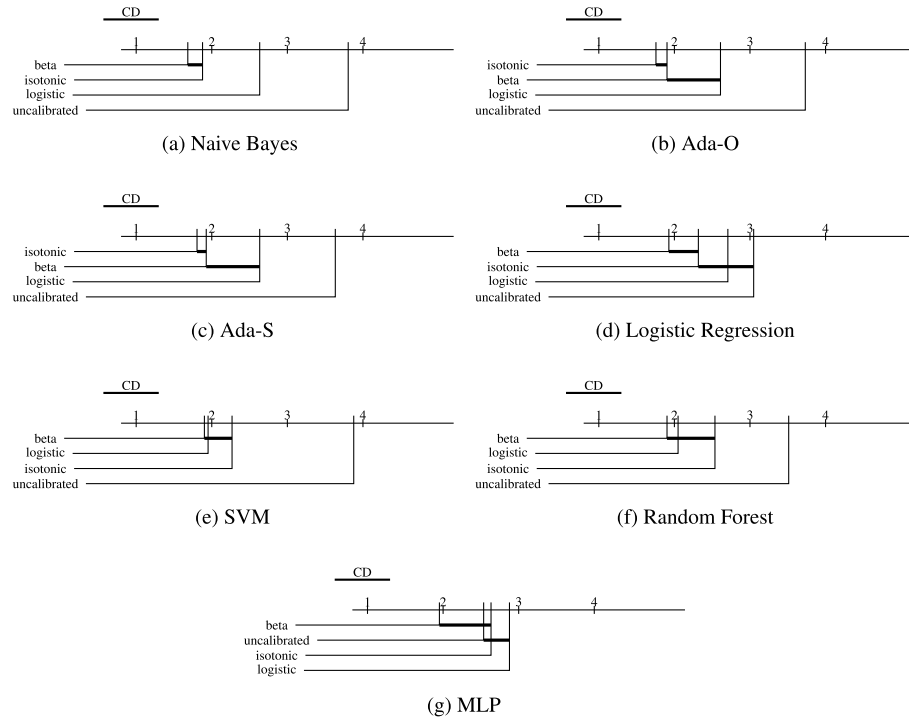 CD
1 2 3 4
beta
isotonic
logistic
uncalibrated
(a) Naive Bayes
CD
1 2 3 4
isotonic
beta
logistic
uncalibrated
(b) Ada-O
CD
1 2 3 4
isotonic
beta
logistic
uncalibrated
(c) Ada-S
CD
1 2 3 4
beta
isotonic
logistic
uncalibrated
(d) Logistic Regression
CD
1 2 3 4
beta
logistic
isotonic
uncalibrated
(e) SVM
CD
1 2 3 4
beta
logistic
isotonic
uncalibrated
(f) Random Forest
CD
1 2 3 4
beta
uncalibrated
isotonic
logistic
(g) MLP